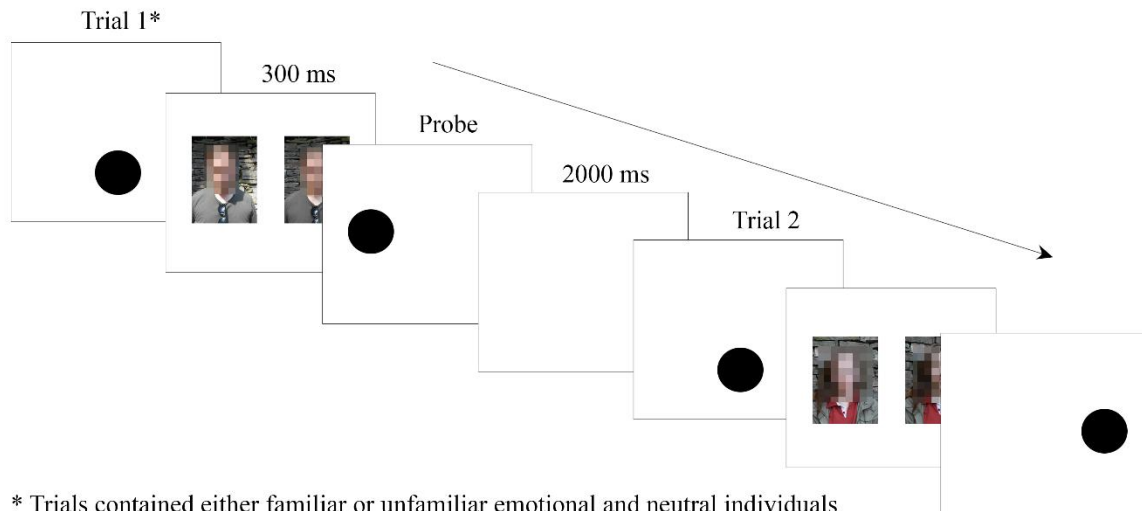 Trial 1*
300 ms
Probe
2000 ms
Trial 2
* Trials contained either familiar or unfamiliar emotional and neutral individuals